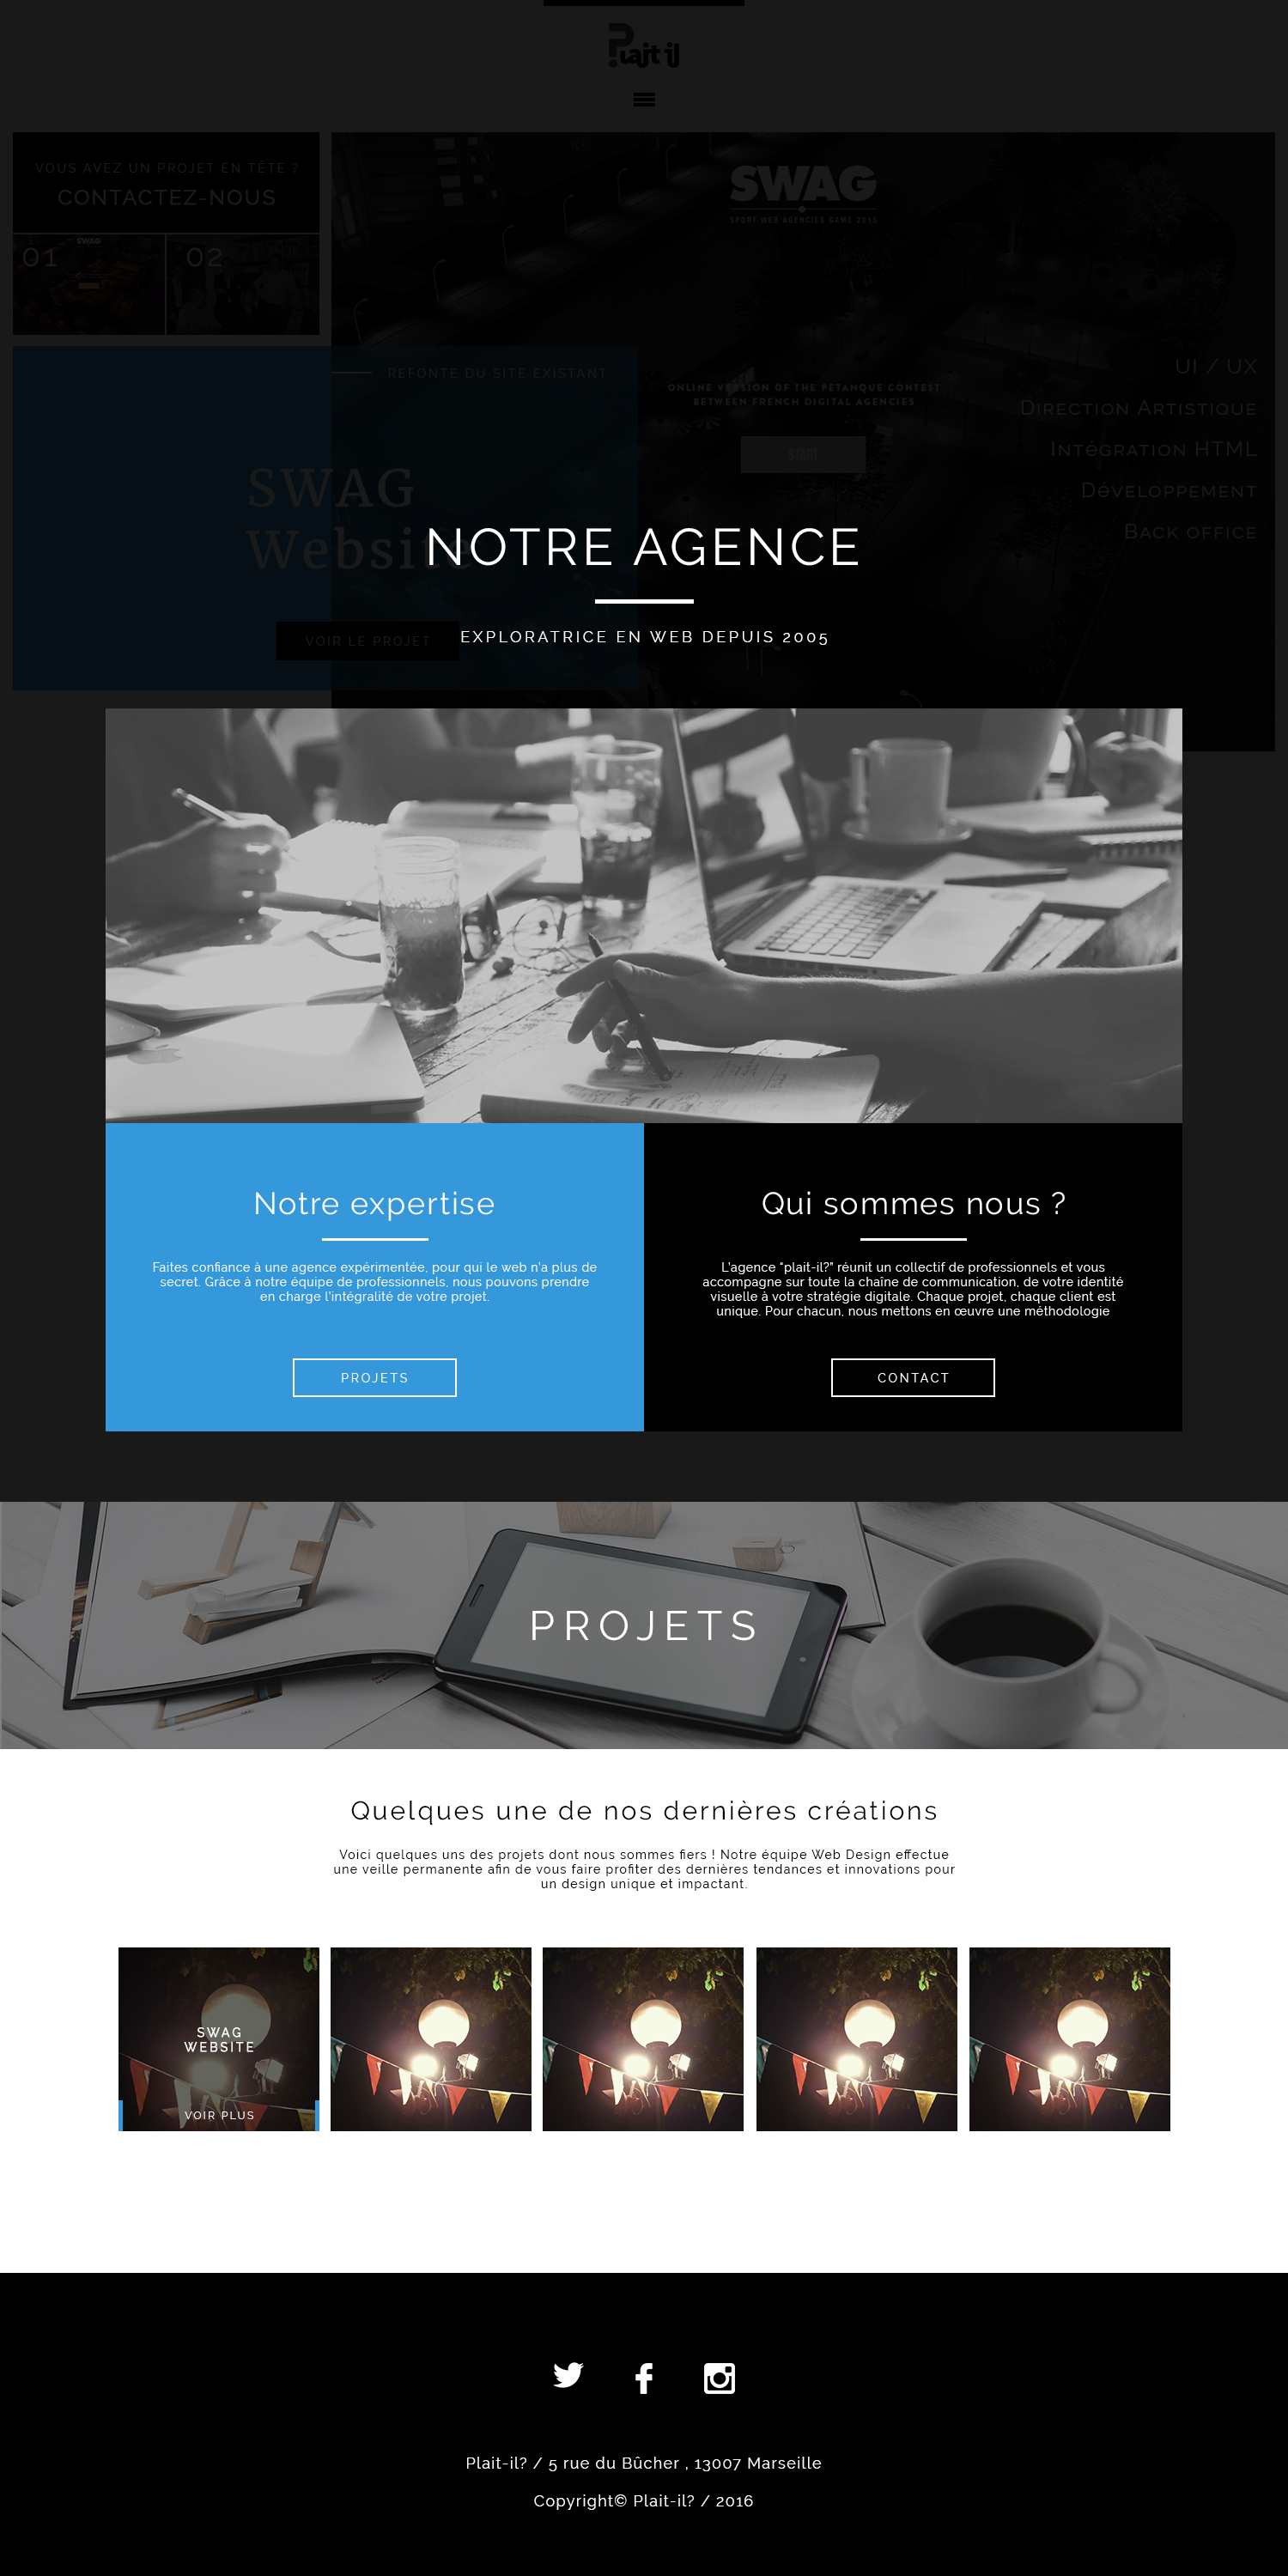 Plait il
VOUS AVEZ UN PROJET EN TÊTE ?
CONTACTEZ-NOUS
SWAG
01
02
SWAG
SPORT WEB AGENCIES GAME 2015
REFONTE DU SITE EXISTANT
ONLINE VERSION OF THE PETANQUE CONTEST
BETWEEN FRENCH DIGITAL AGENCIES
START
UI / UX
Direction Artistique
Intégration HTML
Développement
Back office
SWAG
Website
VOIR LE PROJET
NOTRE AGENCE
EXPLORATRICE EN WEB DEPUIS 2005
Notre expertise
Faites confiance à une agence expérimentée, pour qui le web n'a plus de
secret. Grâce à notre équipe de professionnels, nous pouvons prendre
en charge l'intégralité de votre projet.
PROJETS
Qui sommes nous ?
L'agence "plait-il?" réunit un collectif de professionnels et vous
accompagne sur toute la chaîne de communication, de votre identité
visuelle à votre stratégie digitale. Chaque projet, chaque client est
unique. Pour chacun, nous mettons en œuvre une méthodologie
CONTACT
PROJETS
Quelques une de nos dernières créations
Voici quelques uns des projets dont nous sommes fiers ! Notre équipe Web Design effectue
une veille permanente afin de vous faire profiter des dernières tendances et innovations pour
un design unique et impactant.
SWAG
WEBSITE
VOIR PLUS
Plait-il? / 5 rue du Bûcher , 13007 Marseille
Copyright© Plait-il? / 2016